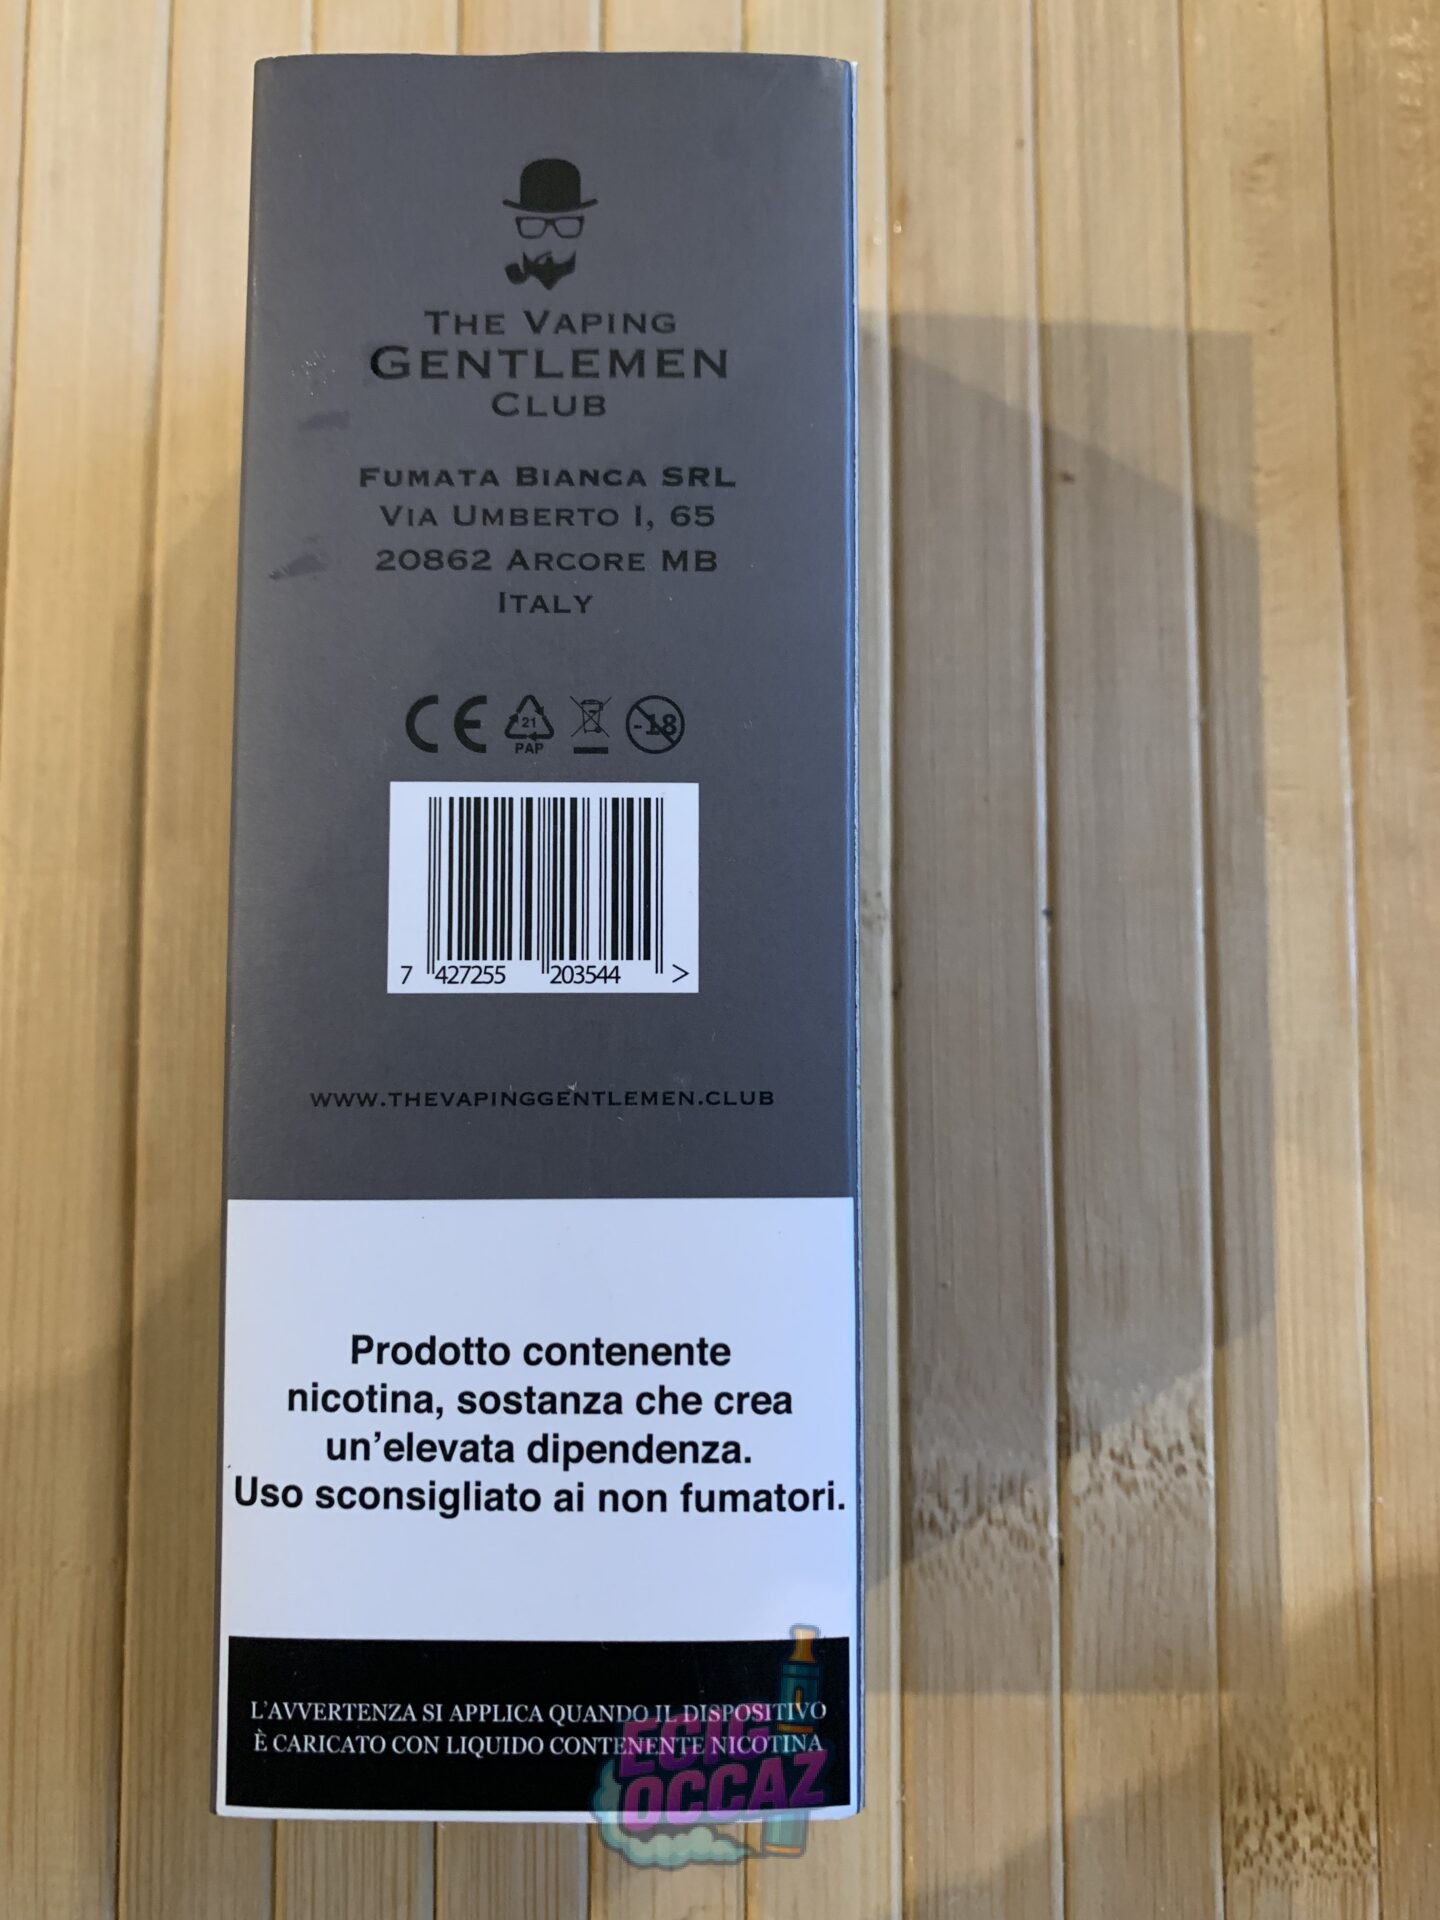 THE VAPING
GENTLEMEN
CLUB
FUMATA BIANCA SRL
VIA UMBERTO I, 65
20862 ARCORE MB
ITALY
CE 21 -18
PAP
7 427255 203544 >
WWW.THEVAPINGGENTLEMEN.CLUB
Prodotto contenente
nicotina, sostanza che crea
un'elevata dipendenza.
Uso sconsigliato ai non fumatori.
L'AVVERTENZA SI APPLICA QUANDO IL DISPOSITIVO
È CARICATO CON LIQUIDO CONTENENTE NICOTINA
ECIG
OCCAZ